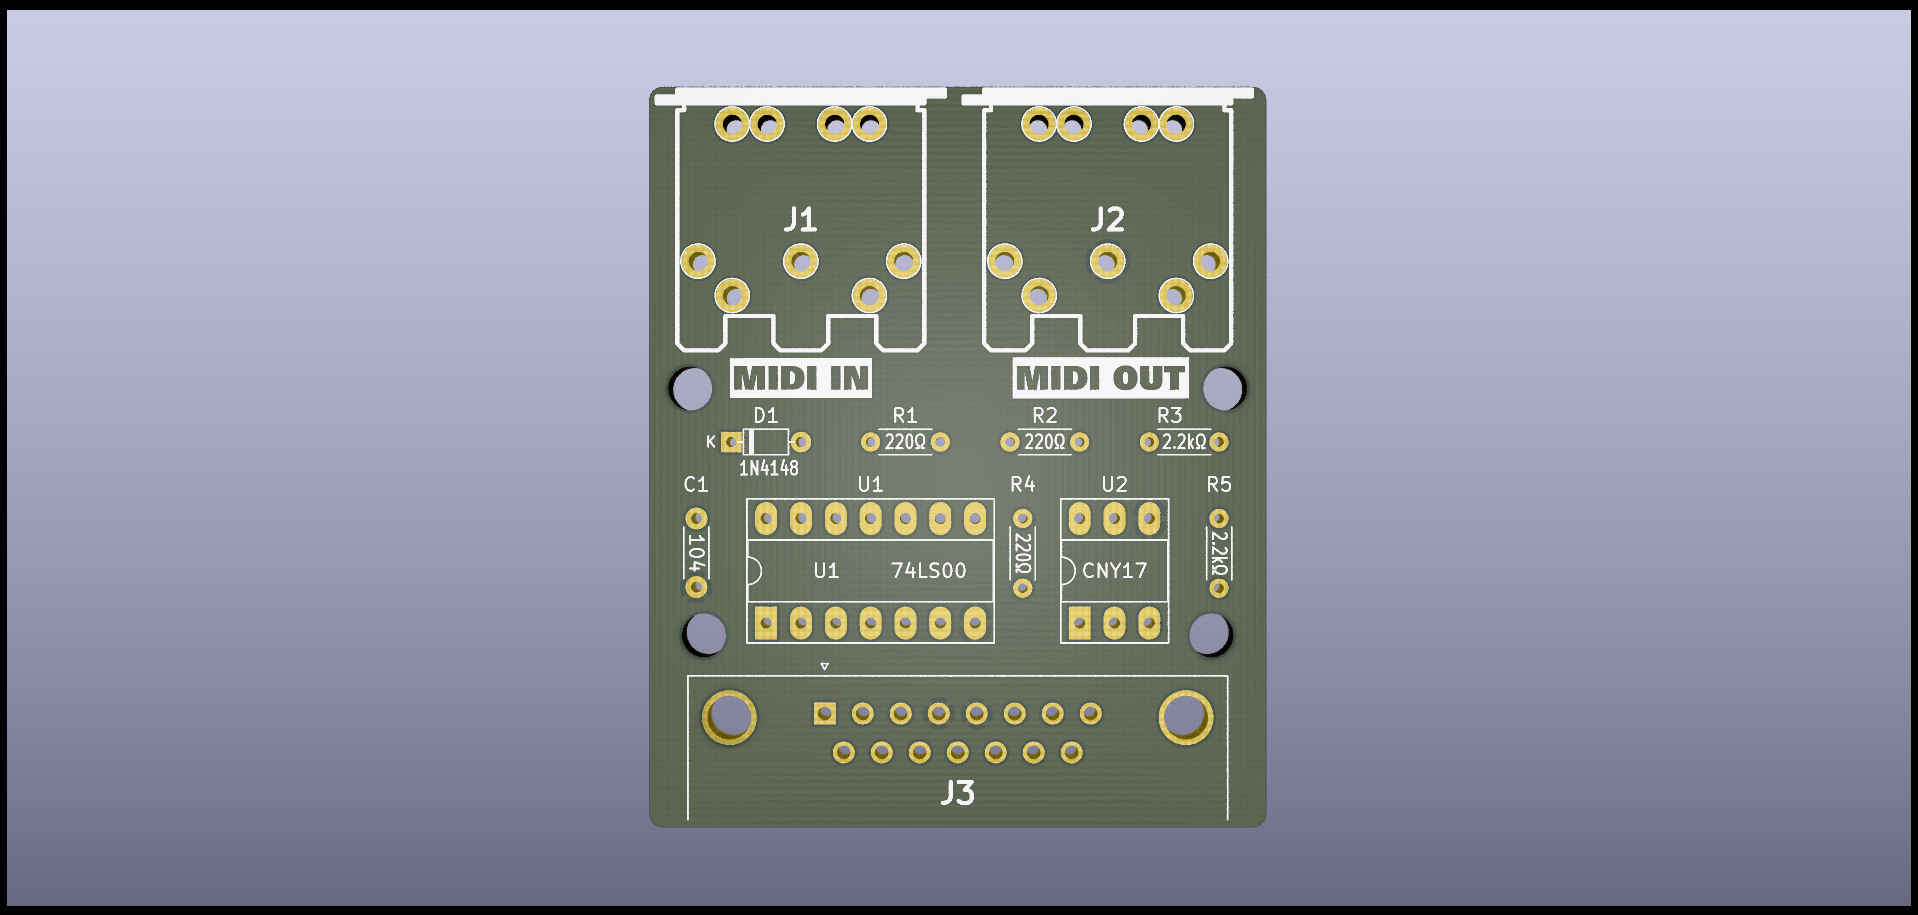 J1
J2
MIDI IN
MIDI OUT
D1
R1
R2
R3
K
220Ω
220Ω
2.2kΩ
1N4148
C1
U1
R4
U2
R5
104
220Ω
2.2kΩ
U1
74LS00
CNY17
J3